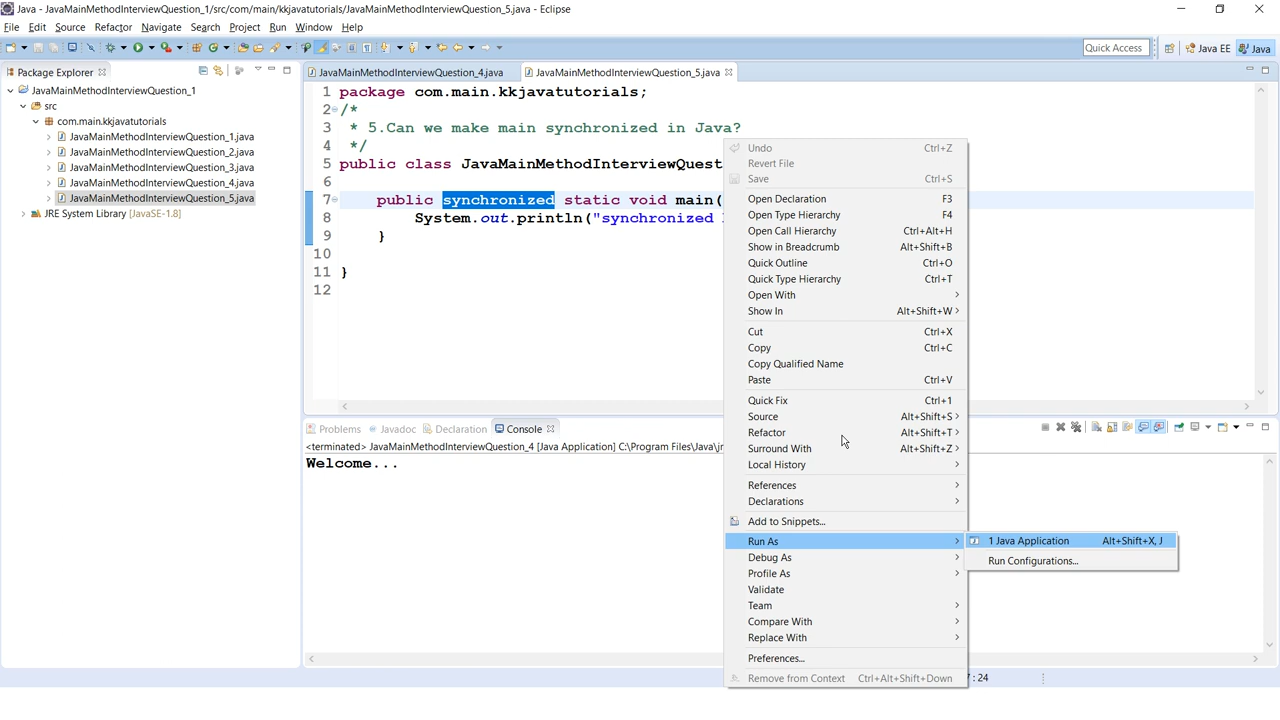 Java - JavaMainMethodInterviewQuestion_1/src/com/main/kkjavatutorials/JavaMainMethodInterviewQuestion_5.java - Eclipse
File Edit Source Refactor Navigate Search Project Run Window Help
Quick Access Java EE Java
Package Explorer
JavaMainMethodInterviewQuestion_1
src
com.main.kkjavatutorials
JavaMainMethodInterviewQuestion_1.java
JavaMainMethodInterviewQuestion_2.java
JavaMainMethodInterviewQuestion_3.java
JavaMainMethodInterviewQuestion_4.java
JavaMainMethodInterviewQuestion_5.java
JRE System Library [JavaSE-1.8]
JavaMainMethodInterviewQuestion_4.java JavaMainMethodInterviewQuestion_5.java
1 package com.main.kkjavatutorials;
2 /*
3 * 5.Can we make main synchronized in Java?
4 */
5 public class JavaMainMethodInterviewQuest
6
7 public synchronized static void main(
8 System.out.println("synchronized
9 }
10
11 }
12
Problems Javadoc Declaration Console
<terminated> JavaMainMethodInterviewQuestion_4 [Java Application] C:\Program Files\Java\jr
Welcome...
Undo Ctrl+Z
Revert File
Save Ctrl+S
Open Declaration F3
Open Type Hierarchy F4
Open Call Hierarchy Ctrl+Alt+H
Show in Breadcrumb Alt+Shift+B
Quick Outline Ctrl+O
Quick Type Hierarchy Ctrl+T
Open With
Show In Alt+Shift+W
Cut Ctrl+X
Copy Ctrl+C
Copy Qualified Name
Paste Ctrl+V
Quick Fix Ctrl+1
Source Alt+Shift+S
Refactor Alt+Shift+T
Surround With Alt+Shift+Z
Local History
References
Declarations
Add to Snippets...
Run As
Debug As
Profile As
Validate
Team
Compare With
Replace With
Preferences...
Remove from Context Ctrl+Alt+Shift+Down
1 Java Application Alt+Shift+X, J
Run Configurations...
: 24